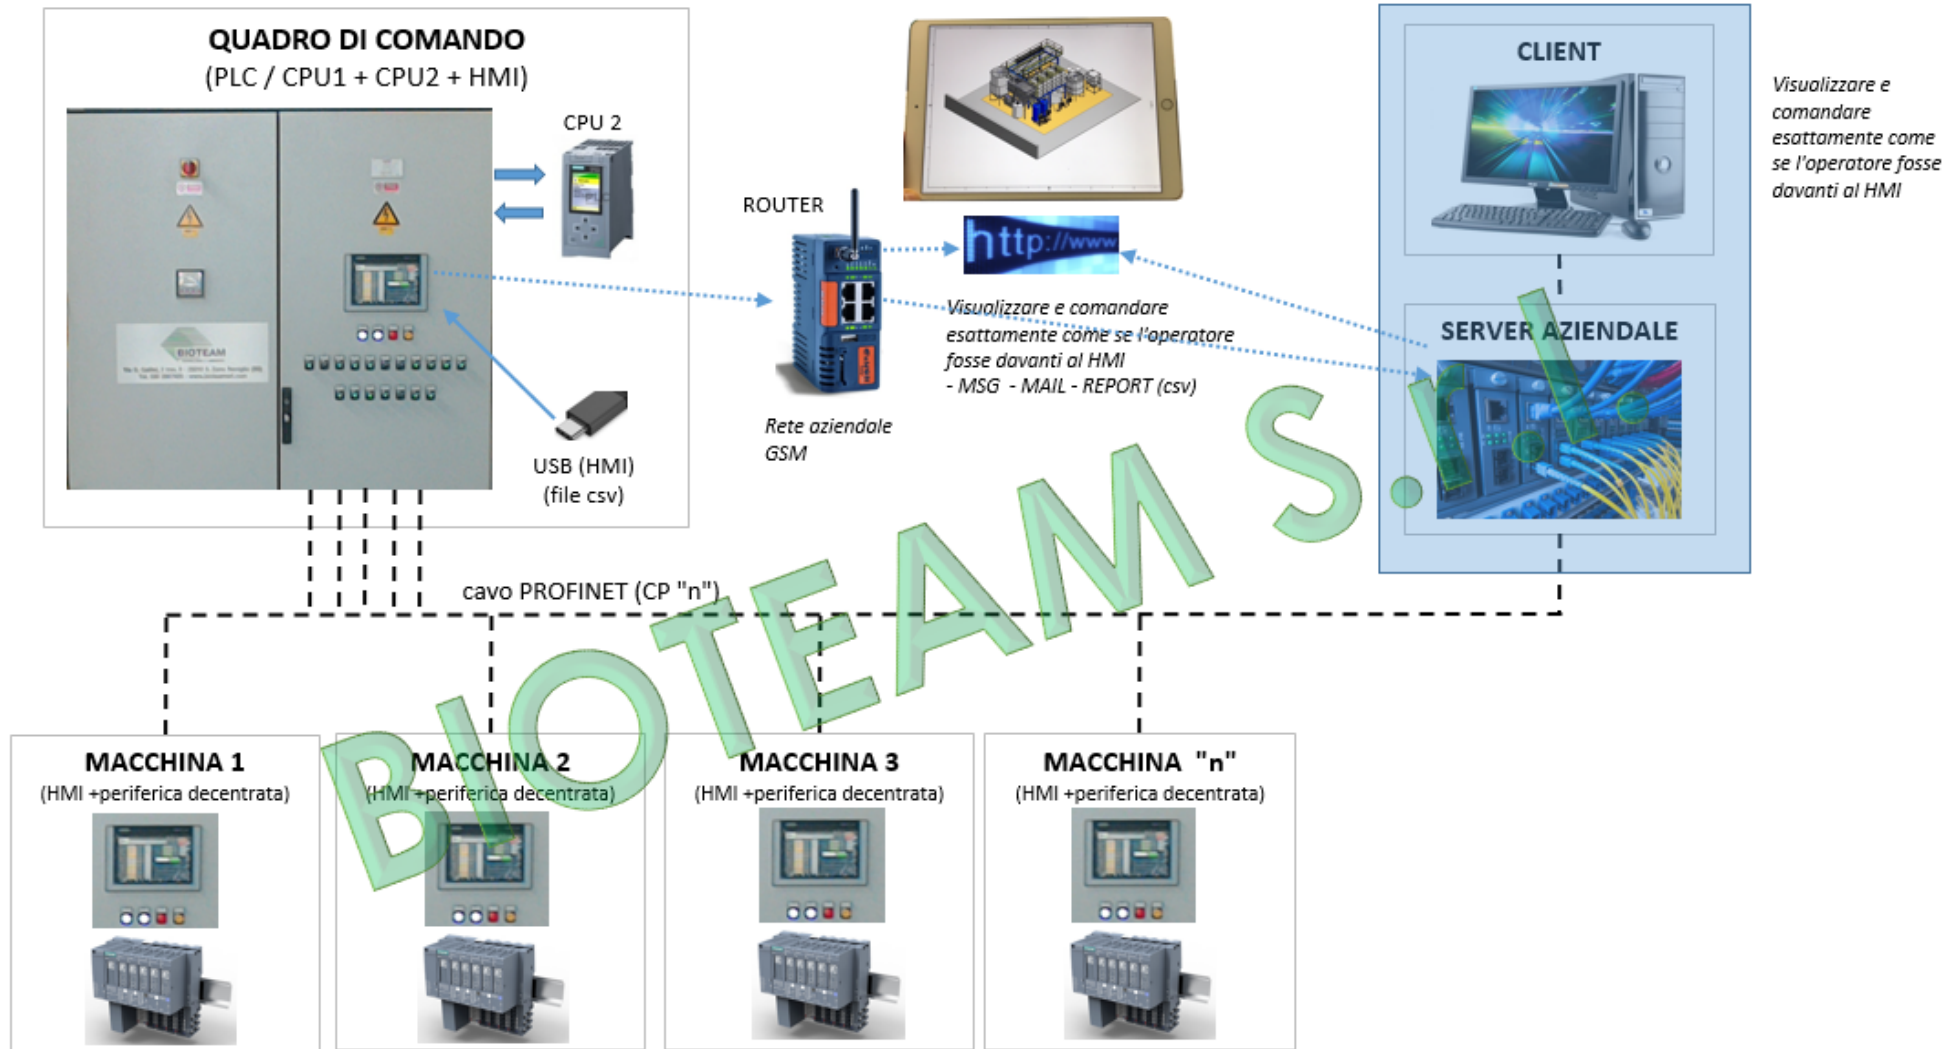 QUADRO DI COMANDO
(PLC / CPU1 + CPU2 + HMI)
CPU 2
BIOTEAM
USB (HMI)
(file csv)
ROUTER
Rete aziendale
GSM
http://www
Visualizzare e comandare
esattamente come se l'operatore
fosse davanti al HMI
- MSG - MAIL - REPORT (csv)
CLIENT
Visualizzare e
comandare
esattamente come
se l'operatore fosse
davanti al HMI
SERVER AZIENDALE
cavo PROFINET (CP "n")
BIOTEAM S.r.l.
MACCHINA 1
(HMI +periferica decentrata)
MACCHINA 2
(HMI +periferica decentrata)
MACCHINA 3
(HMI +periferica decentrata)
MACCHINA "n"
(HMI +periferica decentrata)